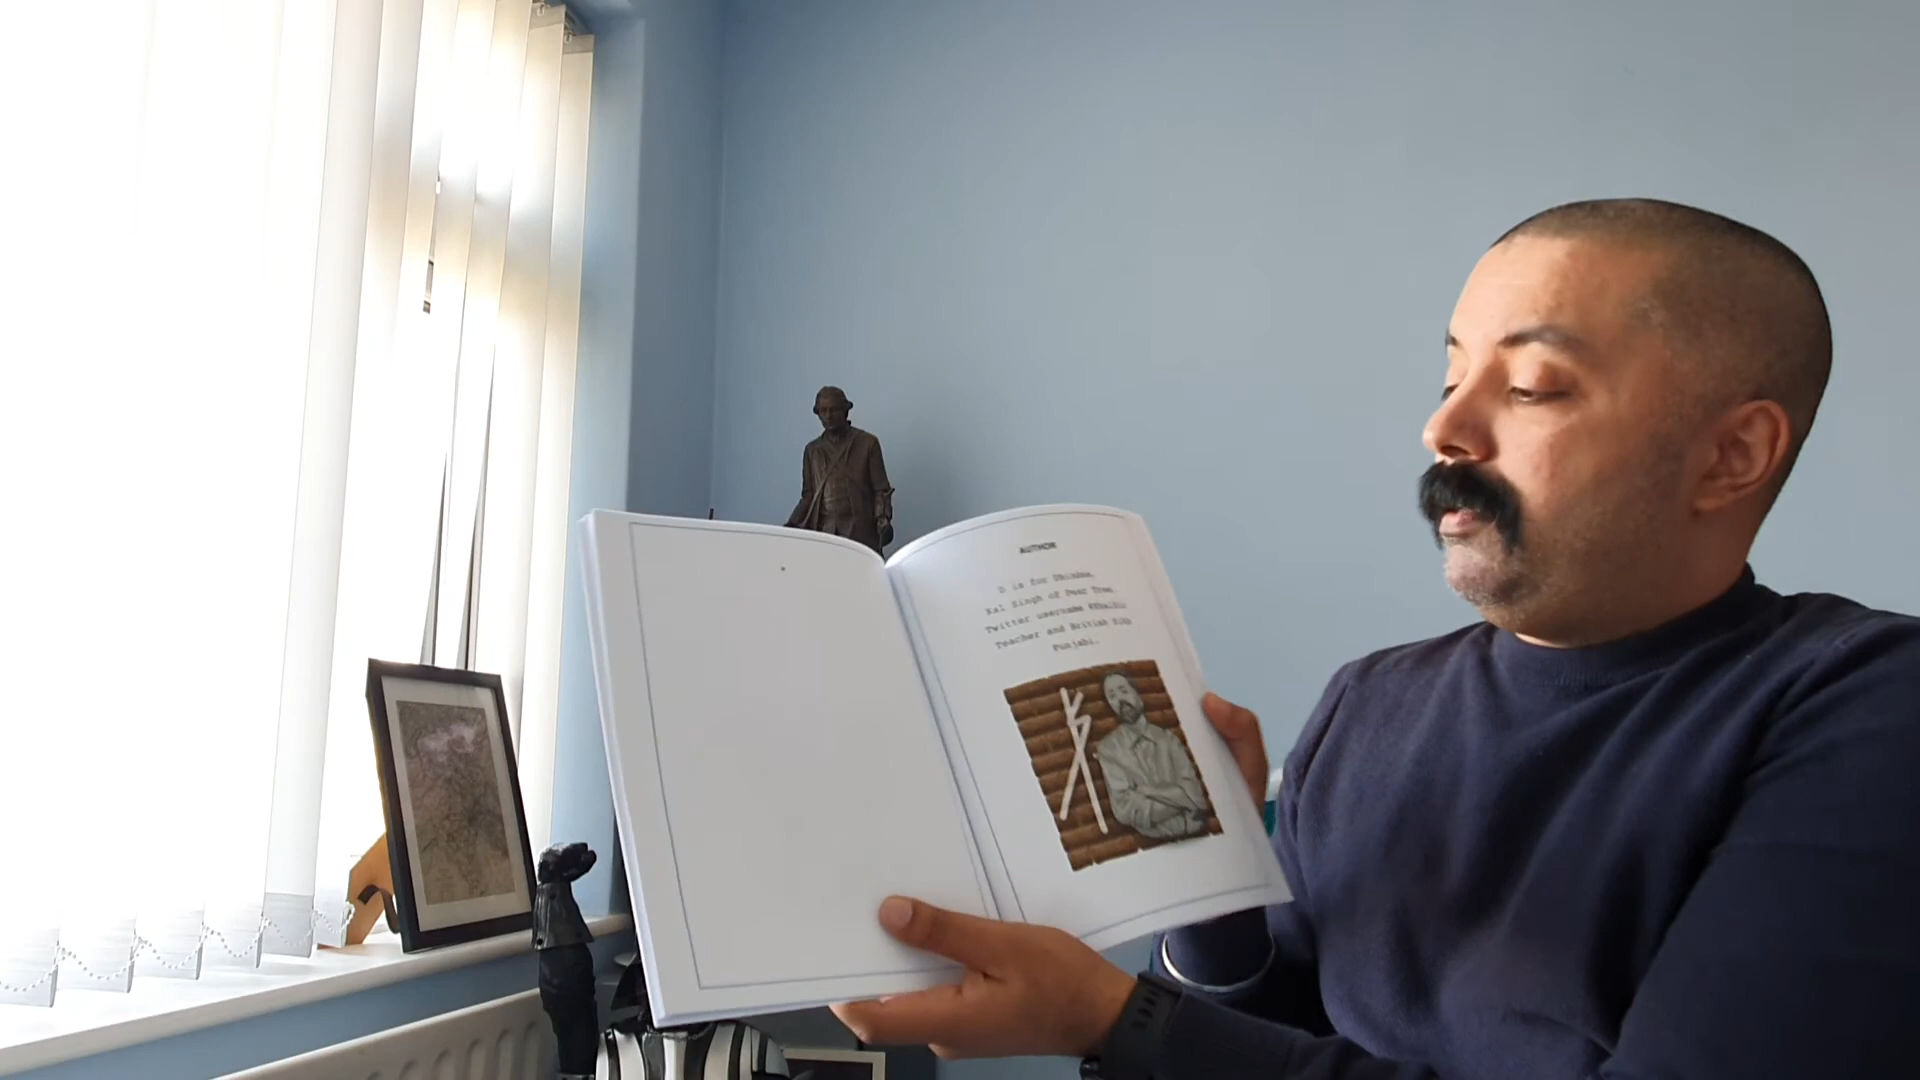 AUTHOR
D is for Dhindsa,
Kal Singh of Pear Tree
Twitter username
Teacher and British Sikh
Punjabi.